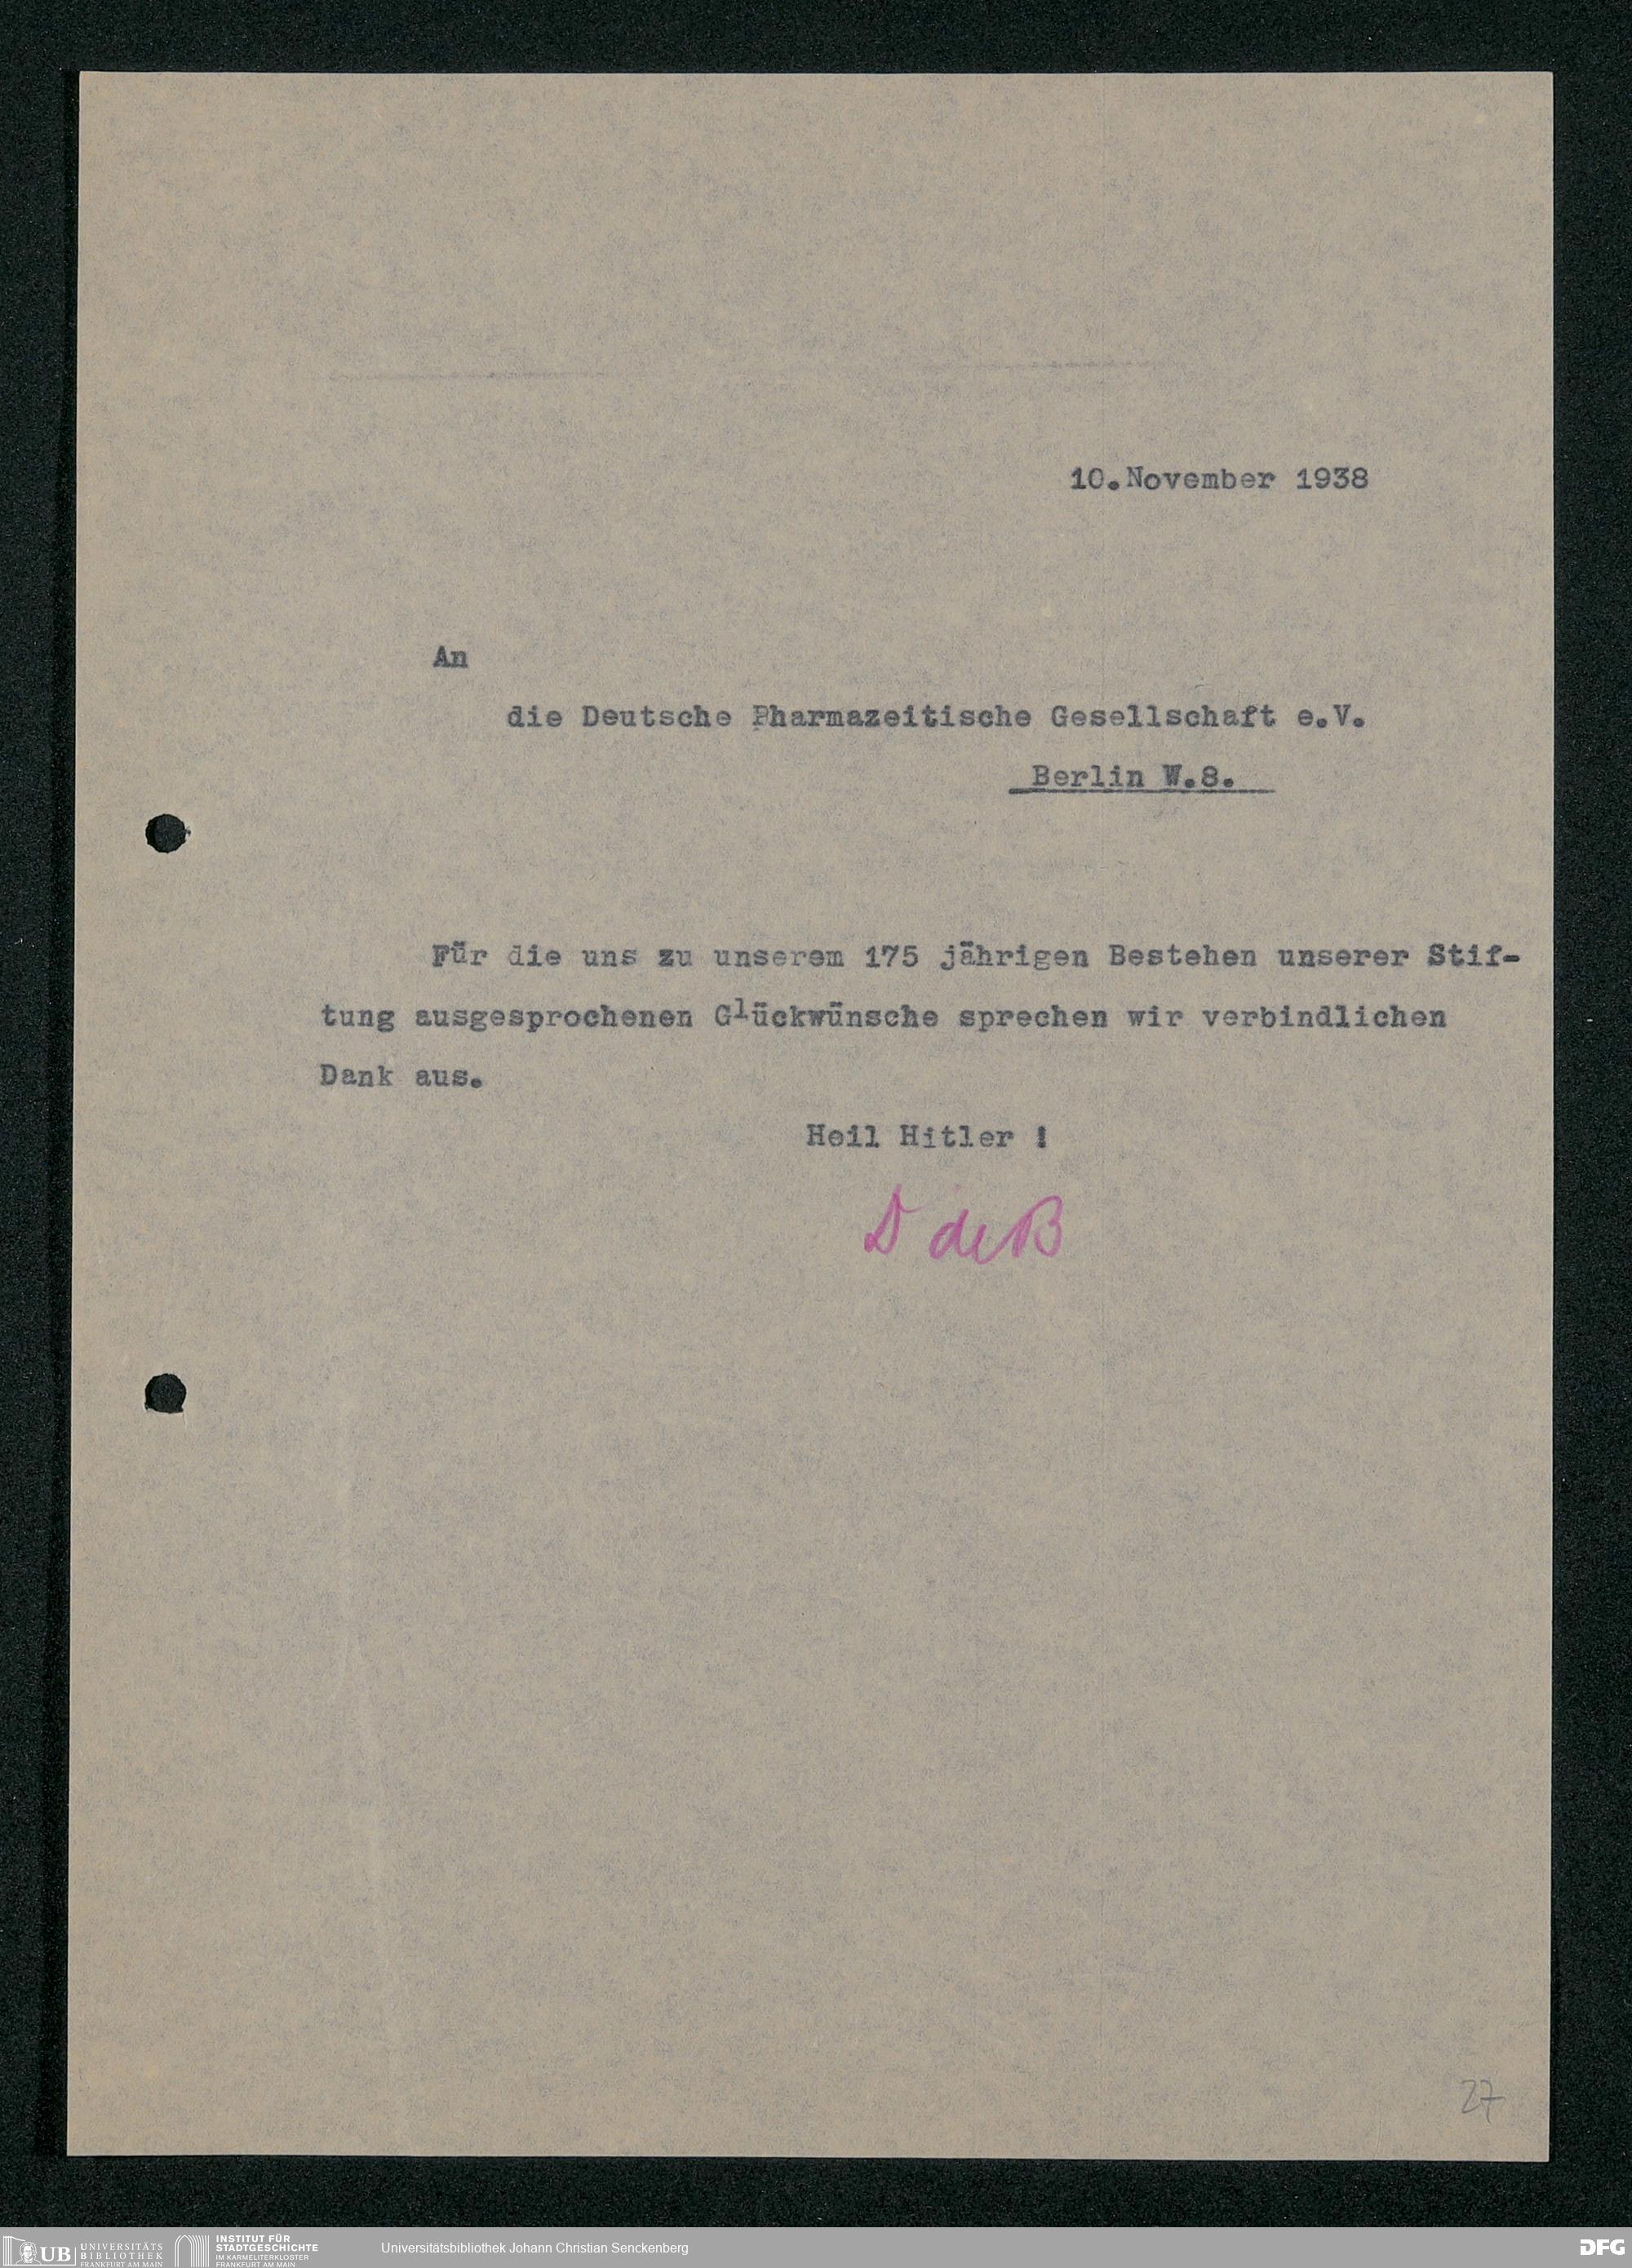 10.November 1938
An
die Deutsche Pharmazeitische Gesellschaft e.V.
Berlin W.8.
Für die uns zu unserem 175 jährigen Bestehen unserer Stif-
tung ausgesprochenen Glückwünsche sprechen wir verbindlichen
Dank aus.
Heil Hitler !
D de B
27
UB UNIVERSITÄTS BIBLIOTHEK FRANKFURT AM MAIN
INSTITUT FÜR STADTGESCHICHTE IM KARMELITERKLOSTER FRANKFURT AM MAIN
Universitätsbibliothek Johann Christian Senckenberg
DFG